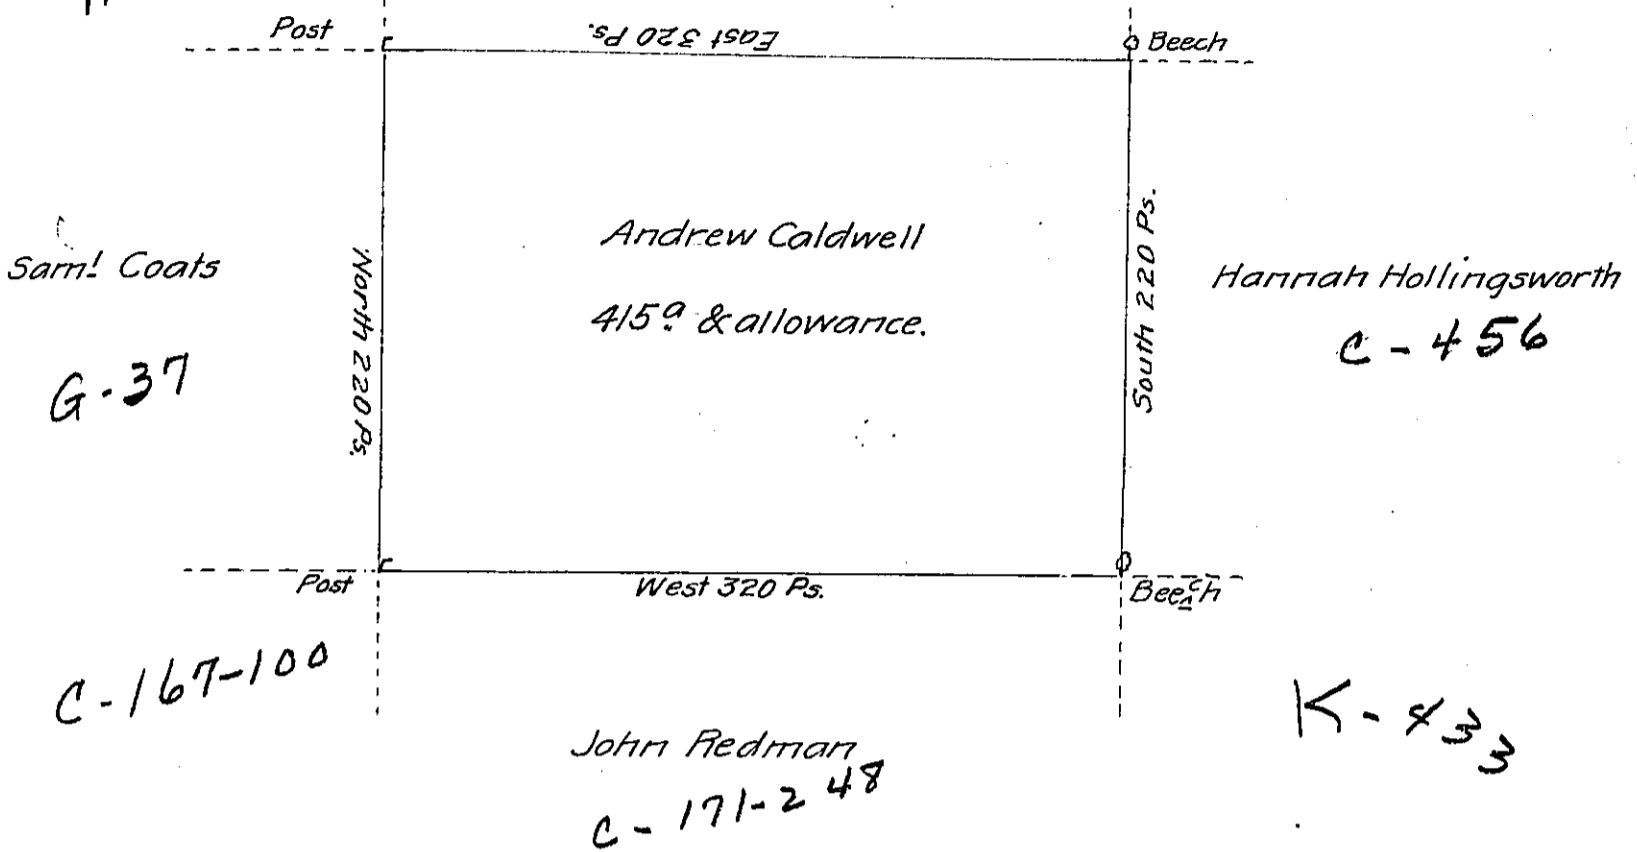 Post
East 320 Ps.
Beech
Sam! Coats
North 220 Ps.
Andrew Caldwell
415a & allowance.
South 220 Ps.
Hannah Hollingsworth
G-37
C-456
Post
West 320 Ps.
Beech
C-167-100
John Redman
C-171-248
K-433